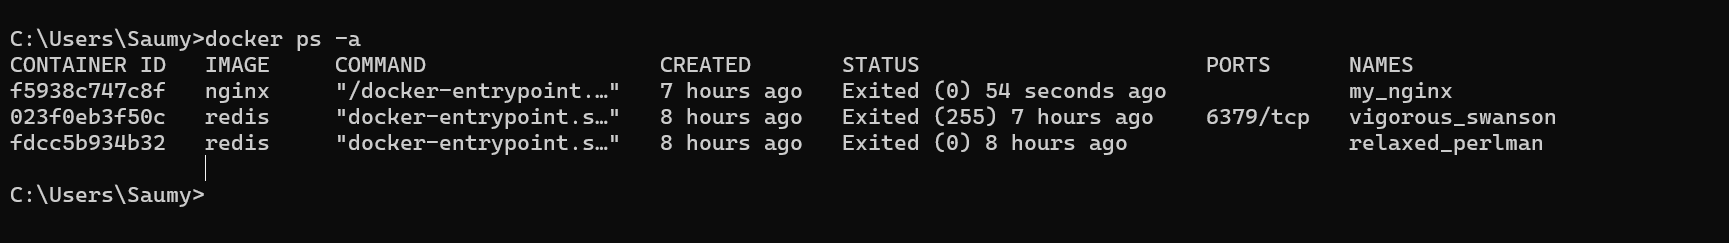 C:\Users\Saumy>docker ps -a
CONTAINER ID   IMAGE     COMMAND                  CREATED       STATUS                      PORTS      NAMES
f5938c747c8f   nginx     "/docker-entrypoint.…"   7 hours ago   Exited (0) 54 seconds ago              my_nginx
023f0eb3f50c   redis     "docker-entrypoint.s…"   8 hours ago   Exited (255) 7 hours ago    6379/tcp   vigorous_swanson
fdcc5b934b32   redis     "docker-entrypoint.s…"   8 hours ago   Exited (0) 8 hours ago                 relaxed_perlman
C:\Users\Saumy>